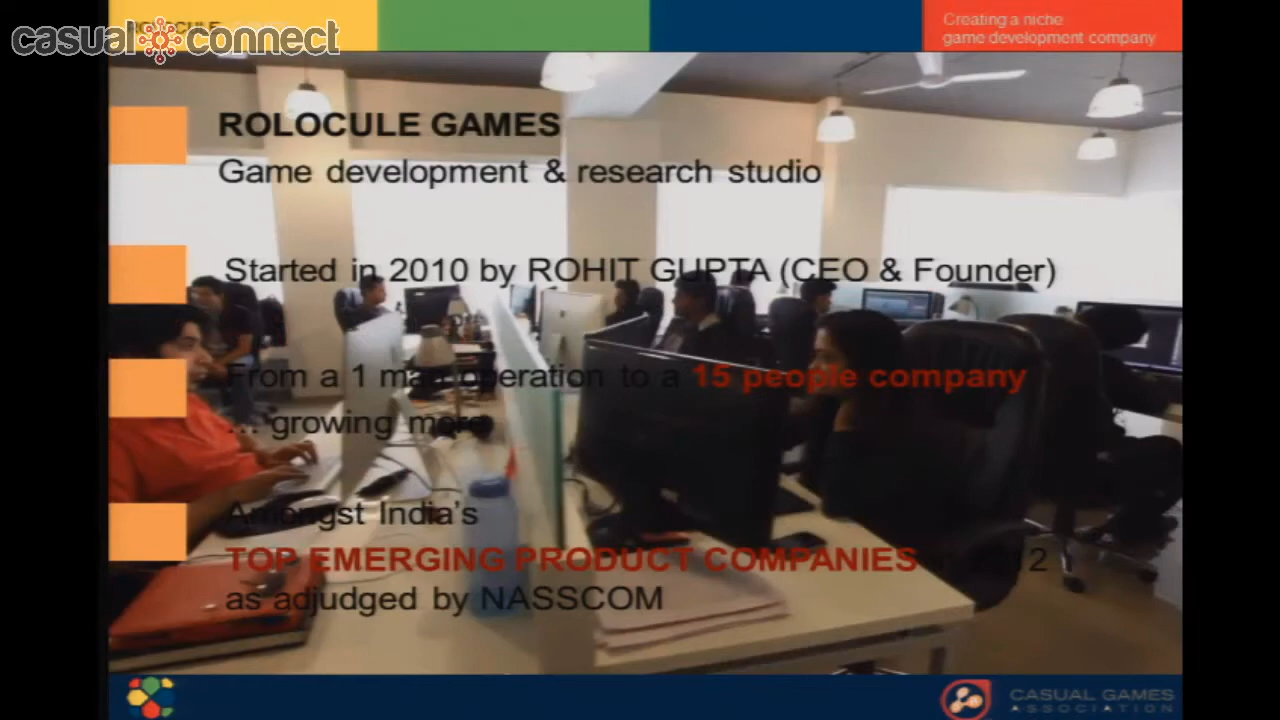 ROLOCULE
casual connect
Creating a niche
game development company
ROLOCULE GAMES
Game development & research studio
Started in 2010 by ROHIT GUPTA (CEO & Founder)
From a 1 man operation to a 15 people company
... growing more
Amongst India's
TOP EMERGING PRODUCT COMPANIES
as adjudged by NASSCOM
CASUAL GAMES
ASSOCIATION